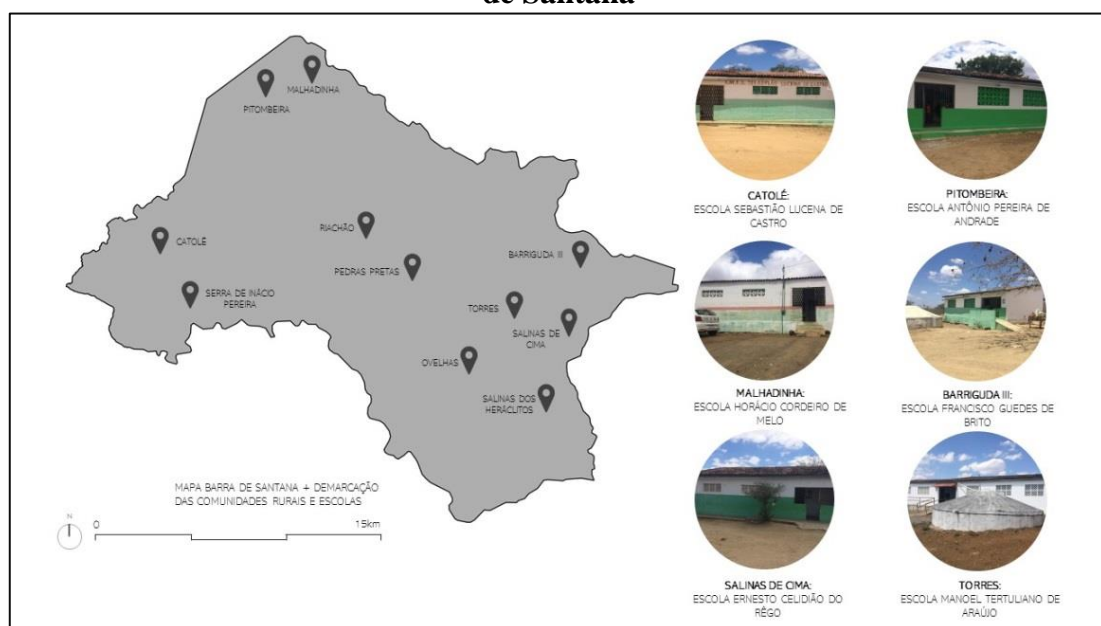 de Santana
MALHADINHA
PITOMBEIRA
RIACHÃO
CATOLÉ
BARRIGUDA III
PEDRAS PRETAS
SERRA DE INÁCIO
PEREIRA
TORRES
SALINAS DE
CIMA
OVELHAS
SALINAS DOS
HERÁCLITOS
MAPA BARRA DE SANTANA + DEMARCAÇÃO
DAS COMUNIDADES RURAIS E ESCOLAS
N
0
15km
CATOLÉ:
ESCOLA SEBASTIÃO LUCENA DE
CASTRO
PITOMBEIRA:
ESCOLA ANTÔNIO PEREIRA DE
ANDRADE
MALHADINHA:
ESCOLA HORÁCIO CORDEIRO DE
MELO
BARRIGUDA III:
ESCOLA FRANCISCO GUEDES DE
BRITO
SALINAS DE CIMA:
ESCOLA ERNESTO CELIDIÃO DO
RÊGO
TORRES:
ESCOLA MANOEL TERTULIANO DE
ARAÚJO